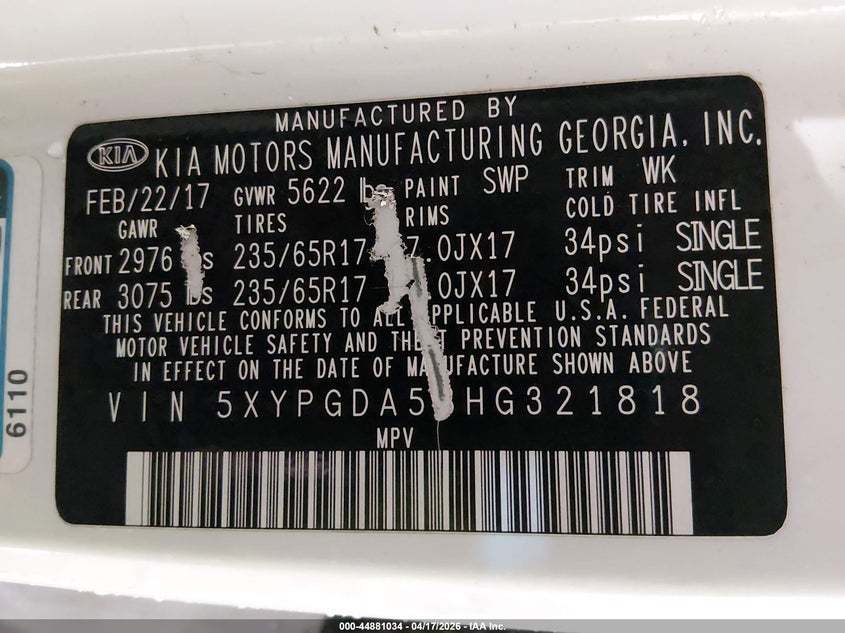 MANUFACTURED BY
KIA KIA MOTORS MANUFACTURING GEORGIA, INC.
FEB/22/17 GVWR 5622 PAINT SWP TRIM WK
GAWR TIRES RIMS COLD TIRE INFL
FRONT 2976 235/65R17 .0JX17 34psi SINGLE
REAR 3075 235/65R17 .0JX17 34psi SINGLE
THIS VEHICLE CONFORMS TO APPLICABLE U.S.A. FEDERAL
MOTOR VEHICLE SAFETY AND THEFT PREVENTION STANDARDS
IN EFFECT ON THE DATE OF MANUFACTURE SHOWN ABOVE
VIN 5XYPGDA5 HG321818
MPV
6110
000-44881034 - 04/17/2026 - IAA Inc.